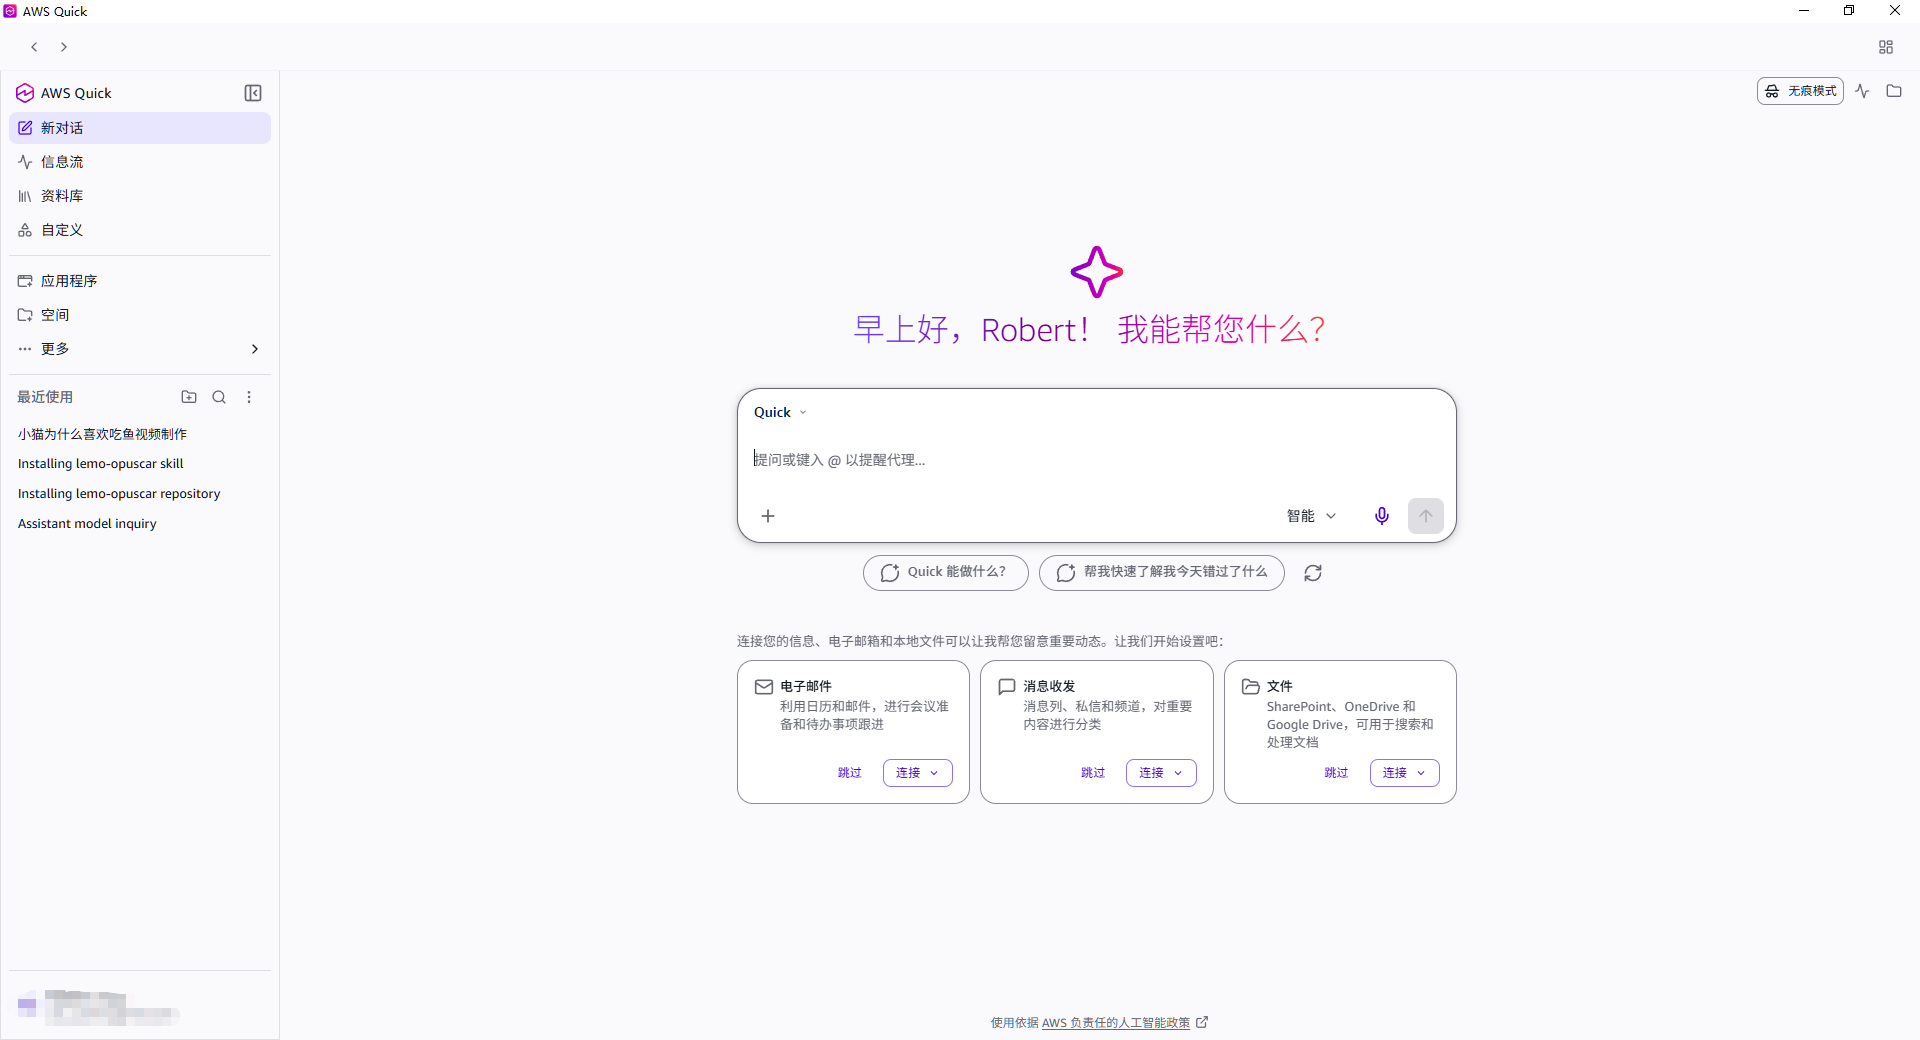 AWS Quick
AWS Quick
无痕模式
新对话
信息流
资料库
自定义
应用程序
空间
更多
最近使用
小猫为什么喜欢吃鱼视频制作
Installing lemo-opuscar skill
Installing lemo-opuscar repository
Assistant model inquiry
早上好，Robert！ 我能帮您什么？
Quick
提问或键入 @ 以提醒代理...
智能
Quick 能做什么？
帮我快速了解我今天错过了什么
连接您的信息、电子邮箱和本地文件可以让我帮您留意重要动态。让我们开始设置吧：
电子邮件
利用日历和邮件，进行会议准
备和待办事项跟进
跳过
连接
消息收发
消息列、私信和频道，对重要
内容进行分类
跳过
连接
文件
SharePoint、OneDrive 和
Google Drive，可用于搜索和
处理文档
跳过
连接
使用依据 AWS 负责任的人工智能政策